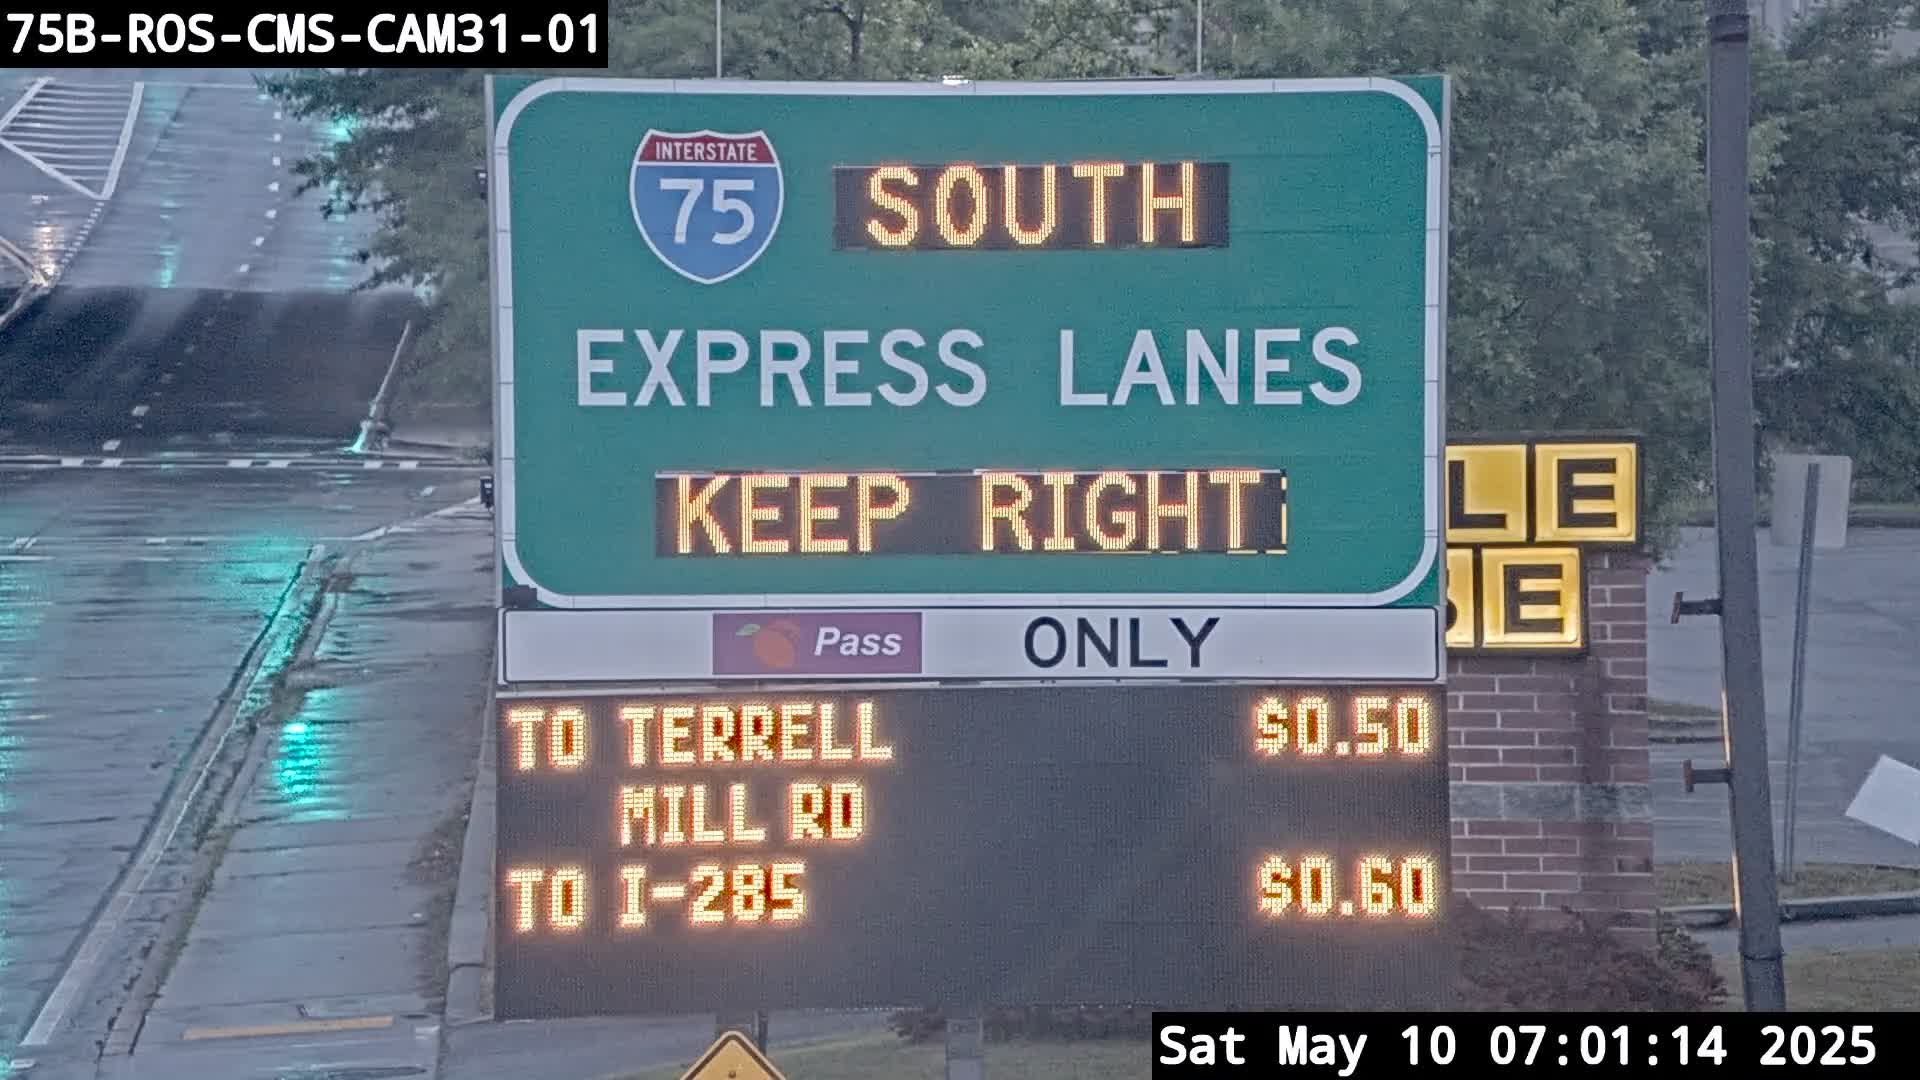 75B-ROS-CMS-CAM31-01
INTERSTATE
75
SOUTH
EXPRESS LANES
KEEP RIGHT
Pass ONLY
TO TERRELL $0.50
MILL RD
TO I-285 $0.60
LE
E
Sat May 10 07:01:14 2025